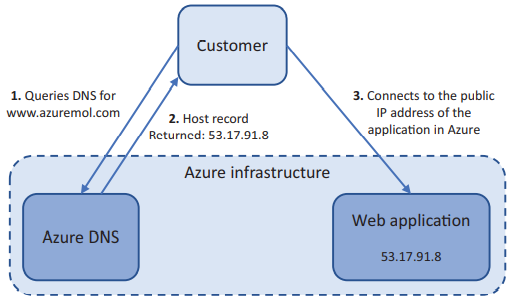 Customer
1. Queries DNS for
www.azuremol.com
2. Host record
Returned: 53.17.91.8
3. Connects to the public
IP address of the
application in Azure
Azure infrastructure
Azure DNS
Web application
53.17.91.8